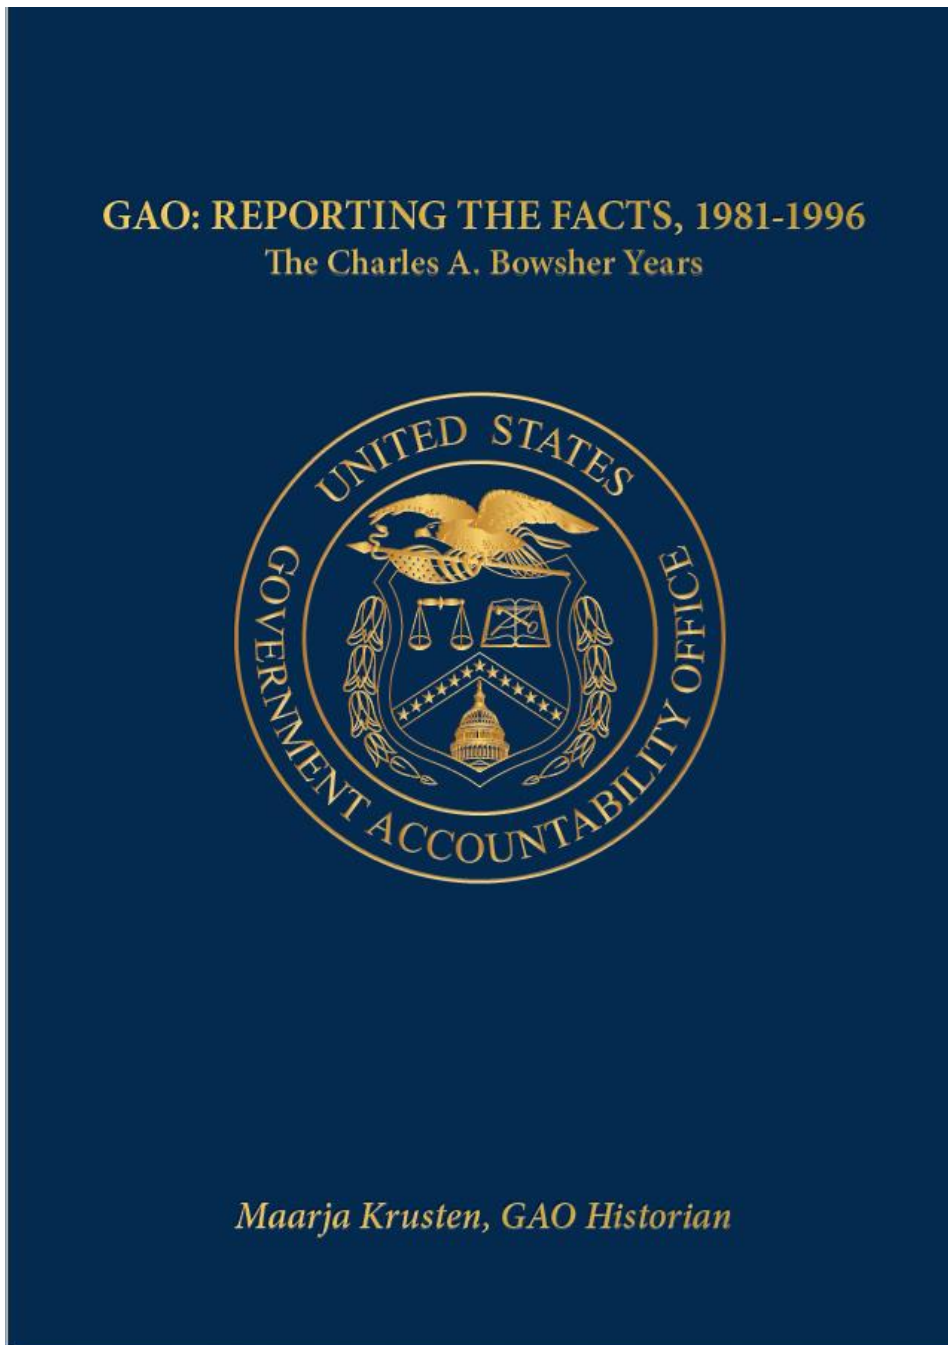 GAO: REPORTING THE FACTS, 1981-1996
The Charles A. Bowsher Years
UNITED STATES
GOVERNMENT ACCOUNTABILITY OFFICE
Maarja Krusten, GAO Historian